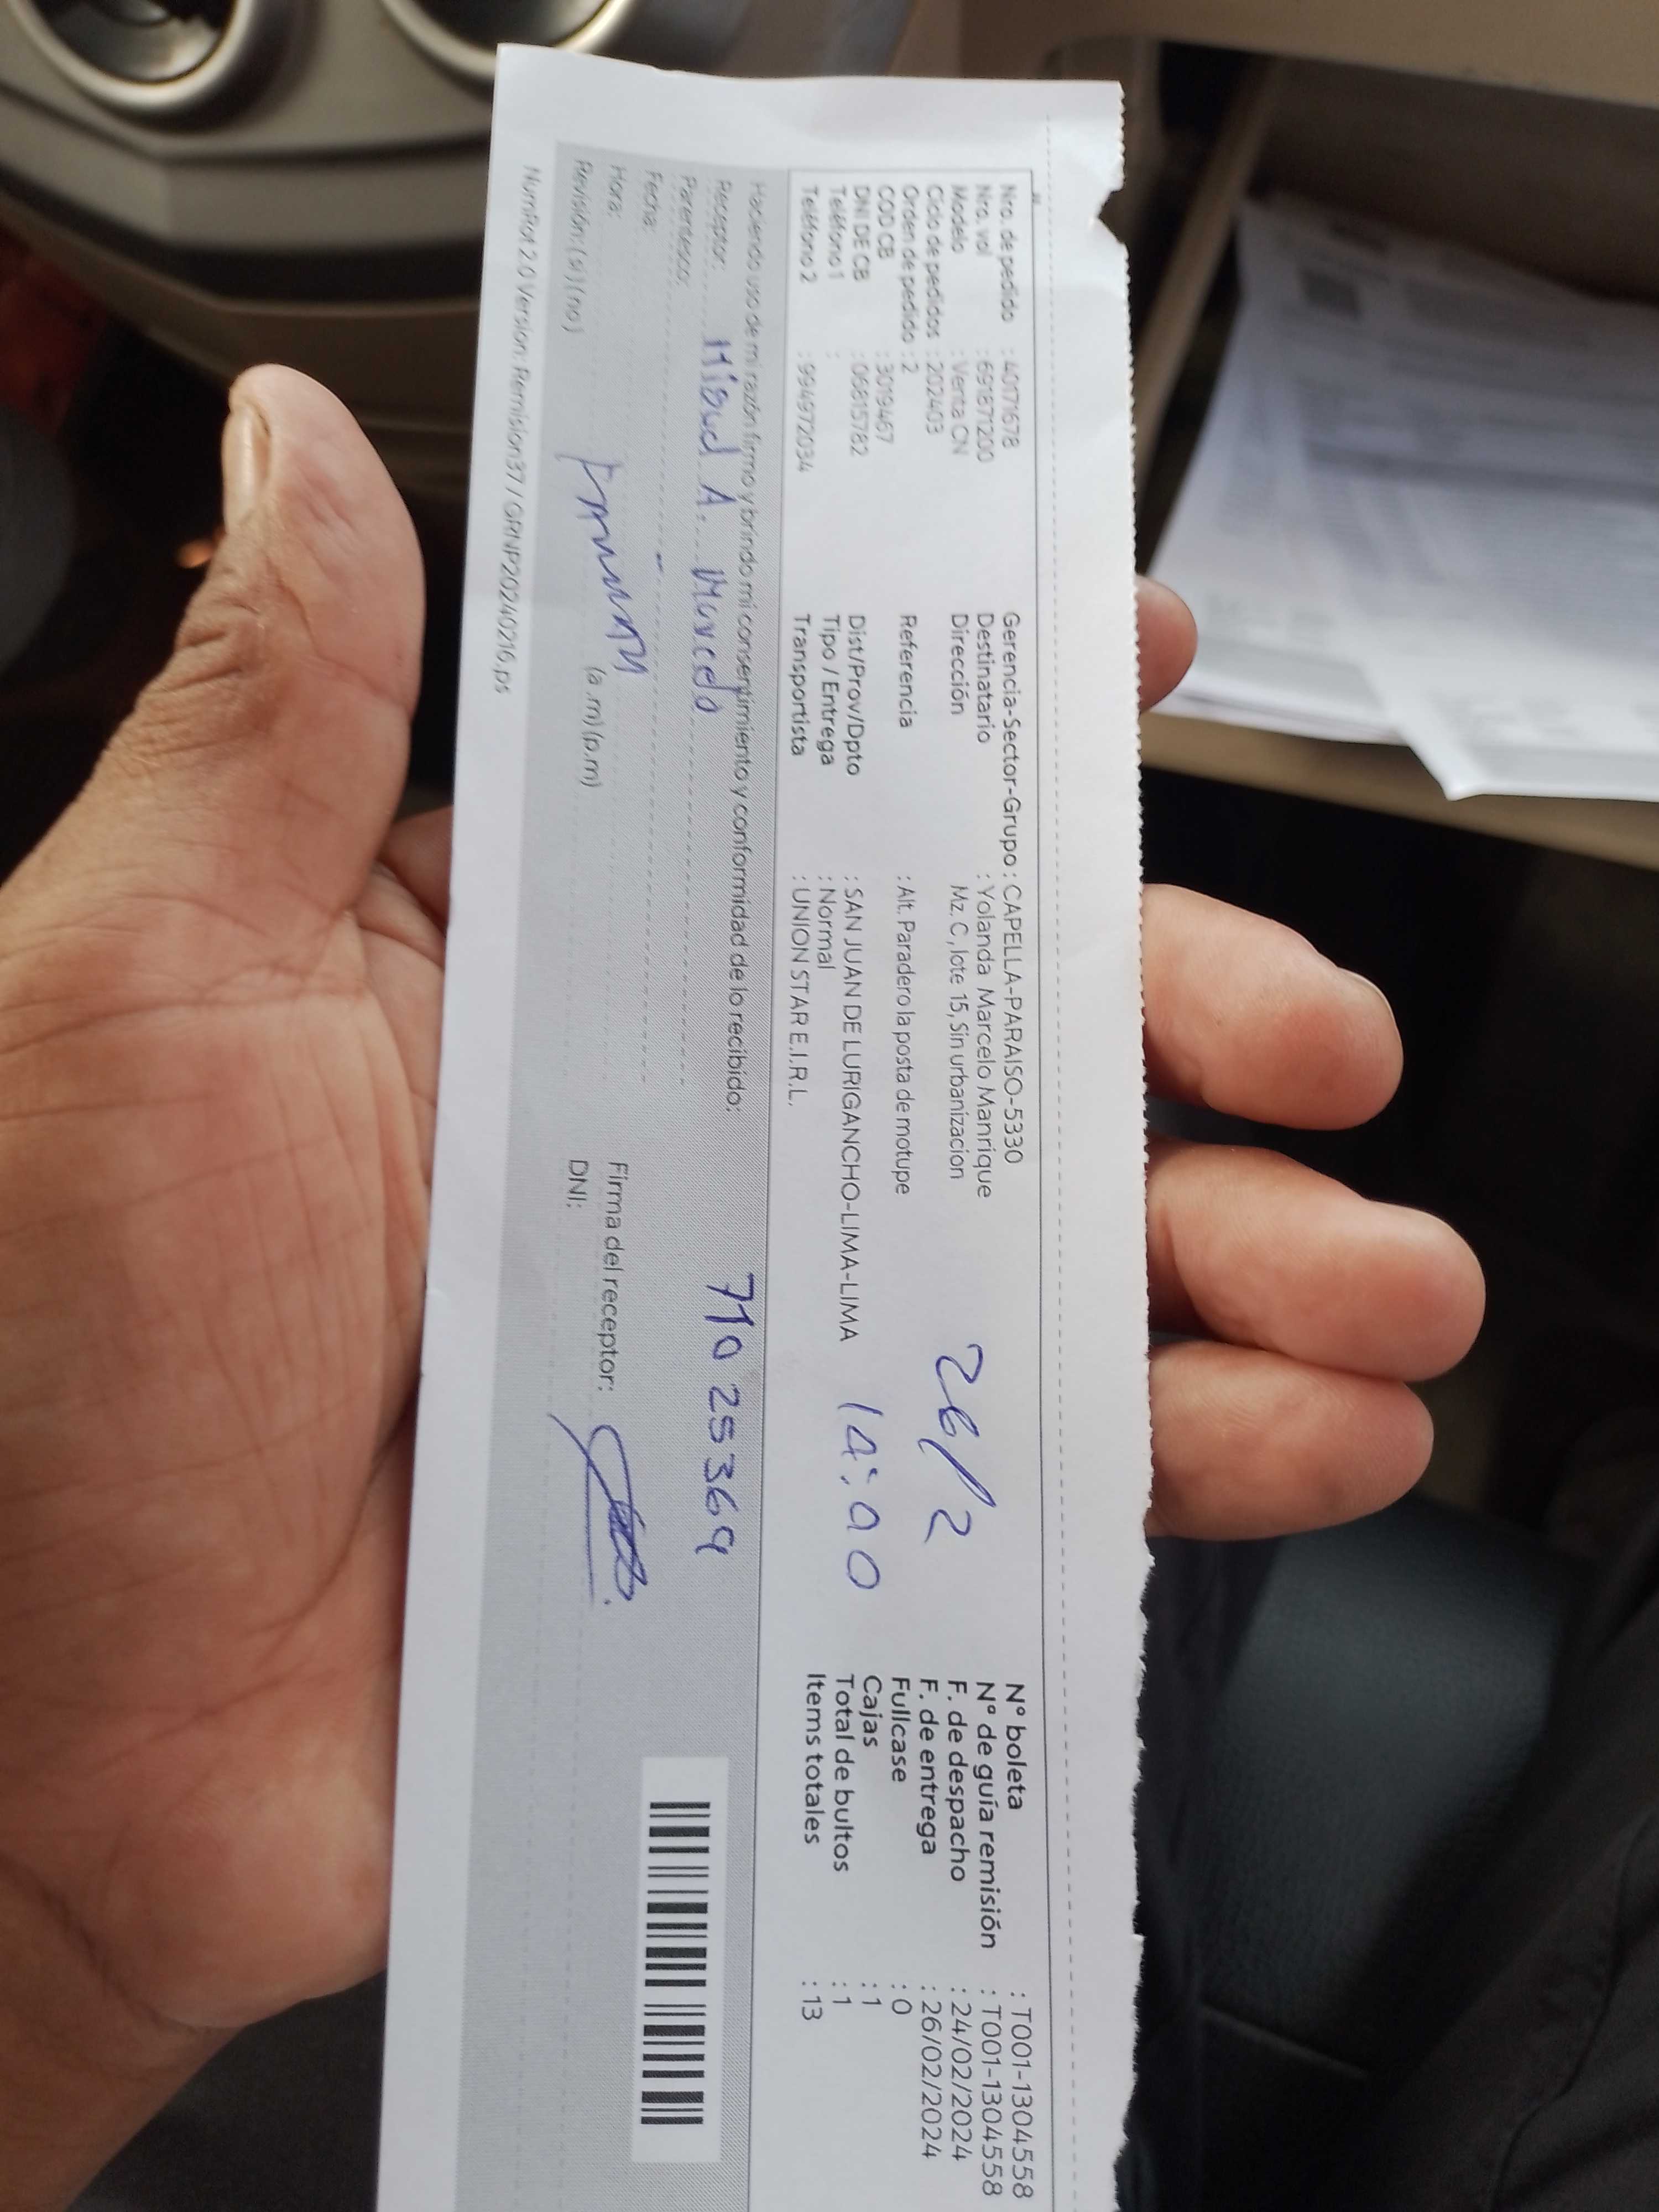 Nro. de pedido : 40771678
Nro. vol : 691871200
Modelo : Venta CN
Ciclo de pedidos : 202403
Orden de pedido : 2
COD CB : 3019467
DNI DE CB : 06815782
Teléfono 1 :
Teléfono 2 : 994972034
Gerencia-Sector-Grupo : CAPELLA-PARAISO-5330
Destinatario : Yolanda Marcelo Manrique
Dirección Mz. C, lote 15, Sin urbanizacion
Referencia : Alt. Paradero la posta de motupe
Dist/Prov/Dpto : SAN JUAN DE LURIGANCHO-LIMA-LIMA
Tipo / Entrega : Normal
Transportista : UNION STAR E.I.R.L.
26/2
14:00
N° boleta : T001-1304558
N° de guía remisión : T001-1304558
F. de despacho : 24/02/2024
F. de entrega : 26/02/2024
Fullcase : 0
Cajas : 1
Total de bultos : 1
Items totales : 13
Haciendo uso de mi razón firmo y brindo mi consentimiento y conformidad de lo recibido:
Receptor: A.
71025369
Parentesco:
Fecha:
Hora: (a.m)(p.m)
Firma del receptor:
Revisión: (si) (no)
DNI:
NumRot 2.0 Version: Remision37 / GRNP20240216.ps